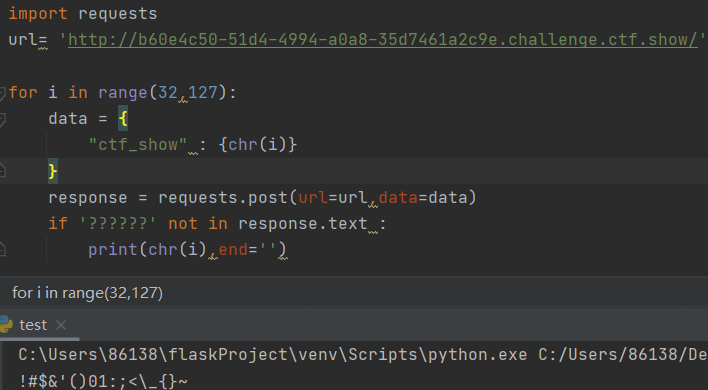 import requests
url= 'http://b60e4c50-51d4-4994-a0a8-35d7461a2c9e.challenge.ctf.show/'
for i in range(32,127):
    data = {
        "ctf_show" : {chr(i)}
    }
    response = requests.post(url=url,data=data)
    if '??????' not in response.text :
        print(chr(i),end='')
for i in range(32,127)
test ×
C:\Users\86138\flaskProject\venv\Scripts\python.exe C:/Users/86138/De
!#$&'()01:;<\_{}~